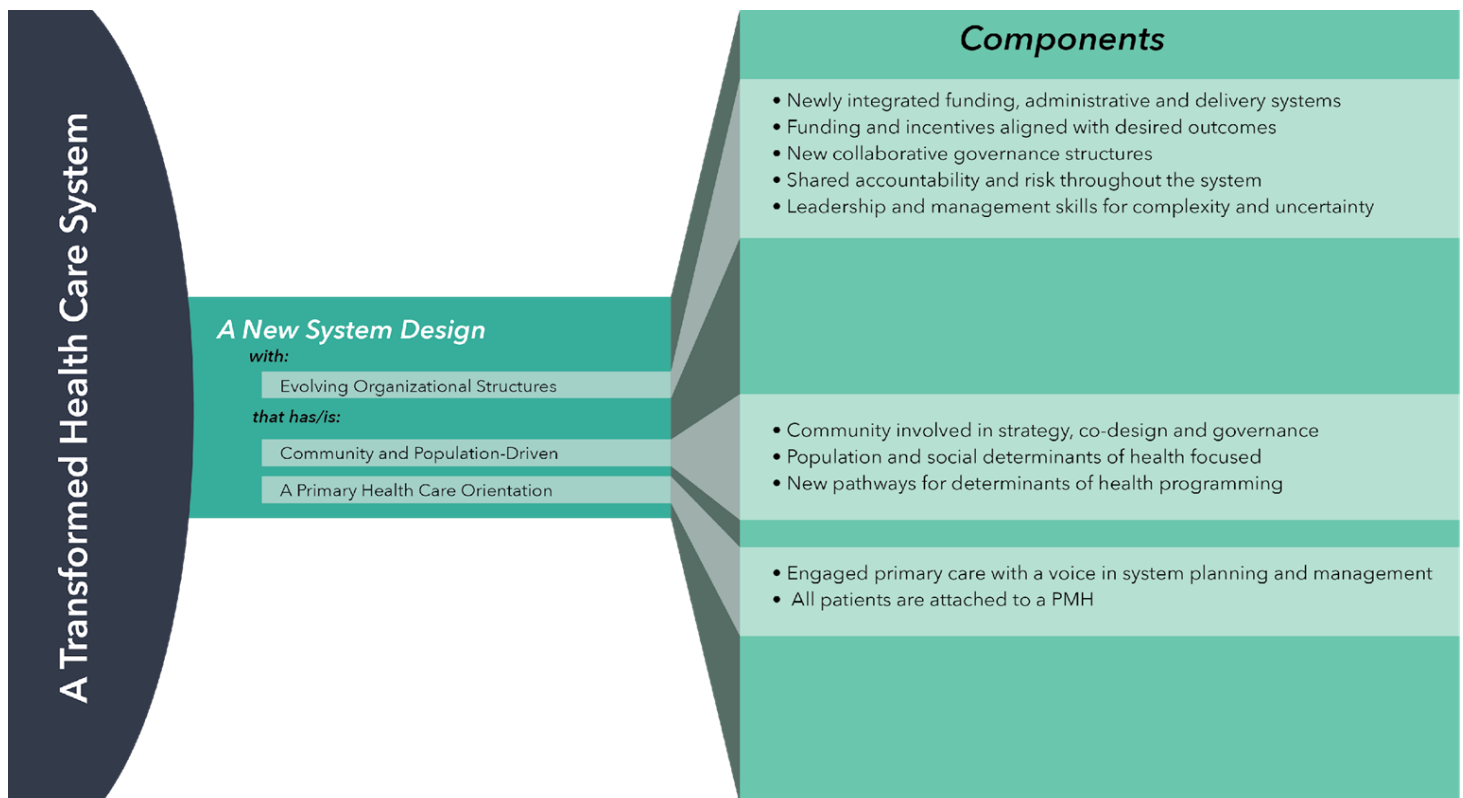 A Transformed Health Care System
A New System Design
with:
Evolving Organizational Structures
that has/is:
Community and Population-Driven
A Primary Health Care Orientation
Components
• Newly integrated funding, administrative and delivery systems
• Funding and incentives aligned with desired outcomes
• New collaborative governance structures
• Shared accountability and risk throughout the system
• Leadership and management skills for complexity and uncertainty
• Community involved in strategy, co-design and governance
• Population and social determinants of health focused
• New pathways for determinants of health programming
• Engaged primary care with a voice in system planning and management
• All patients are attached to a PMH